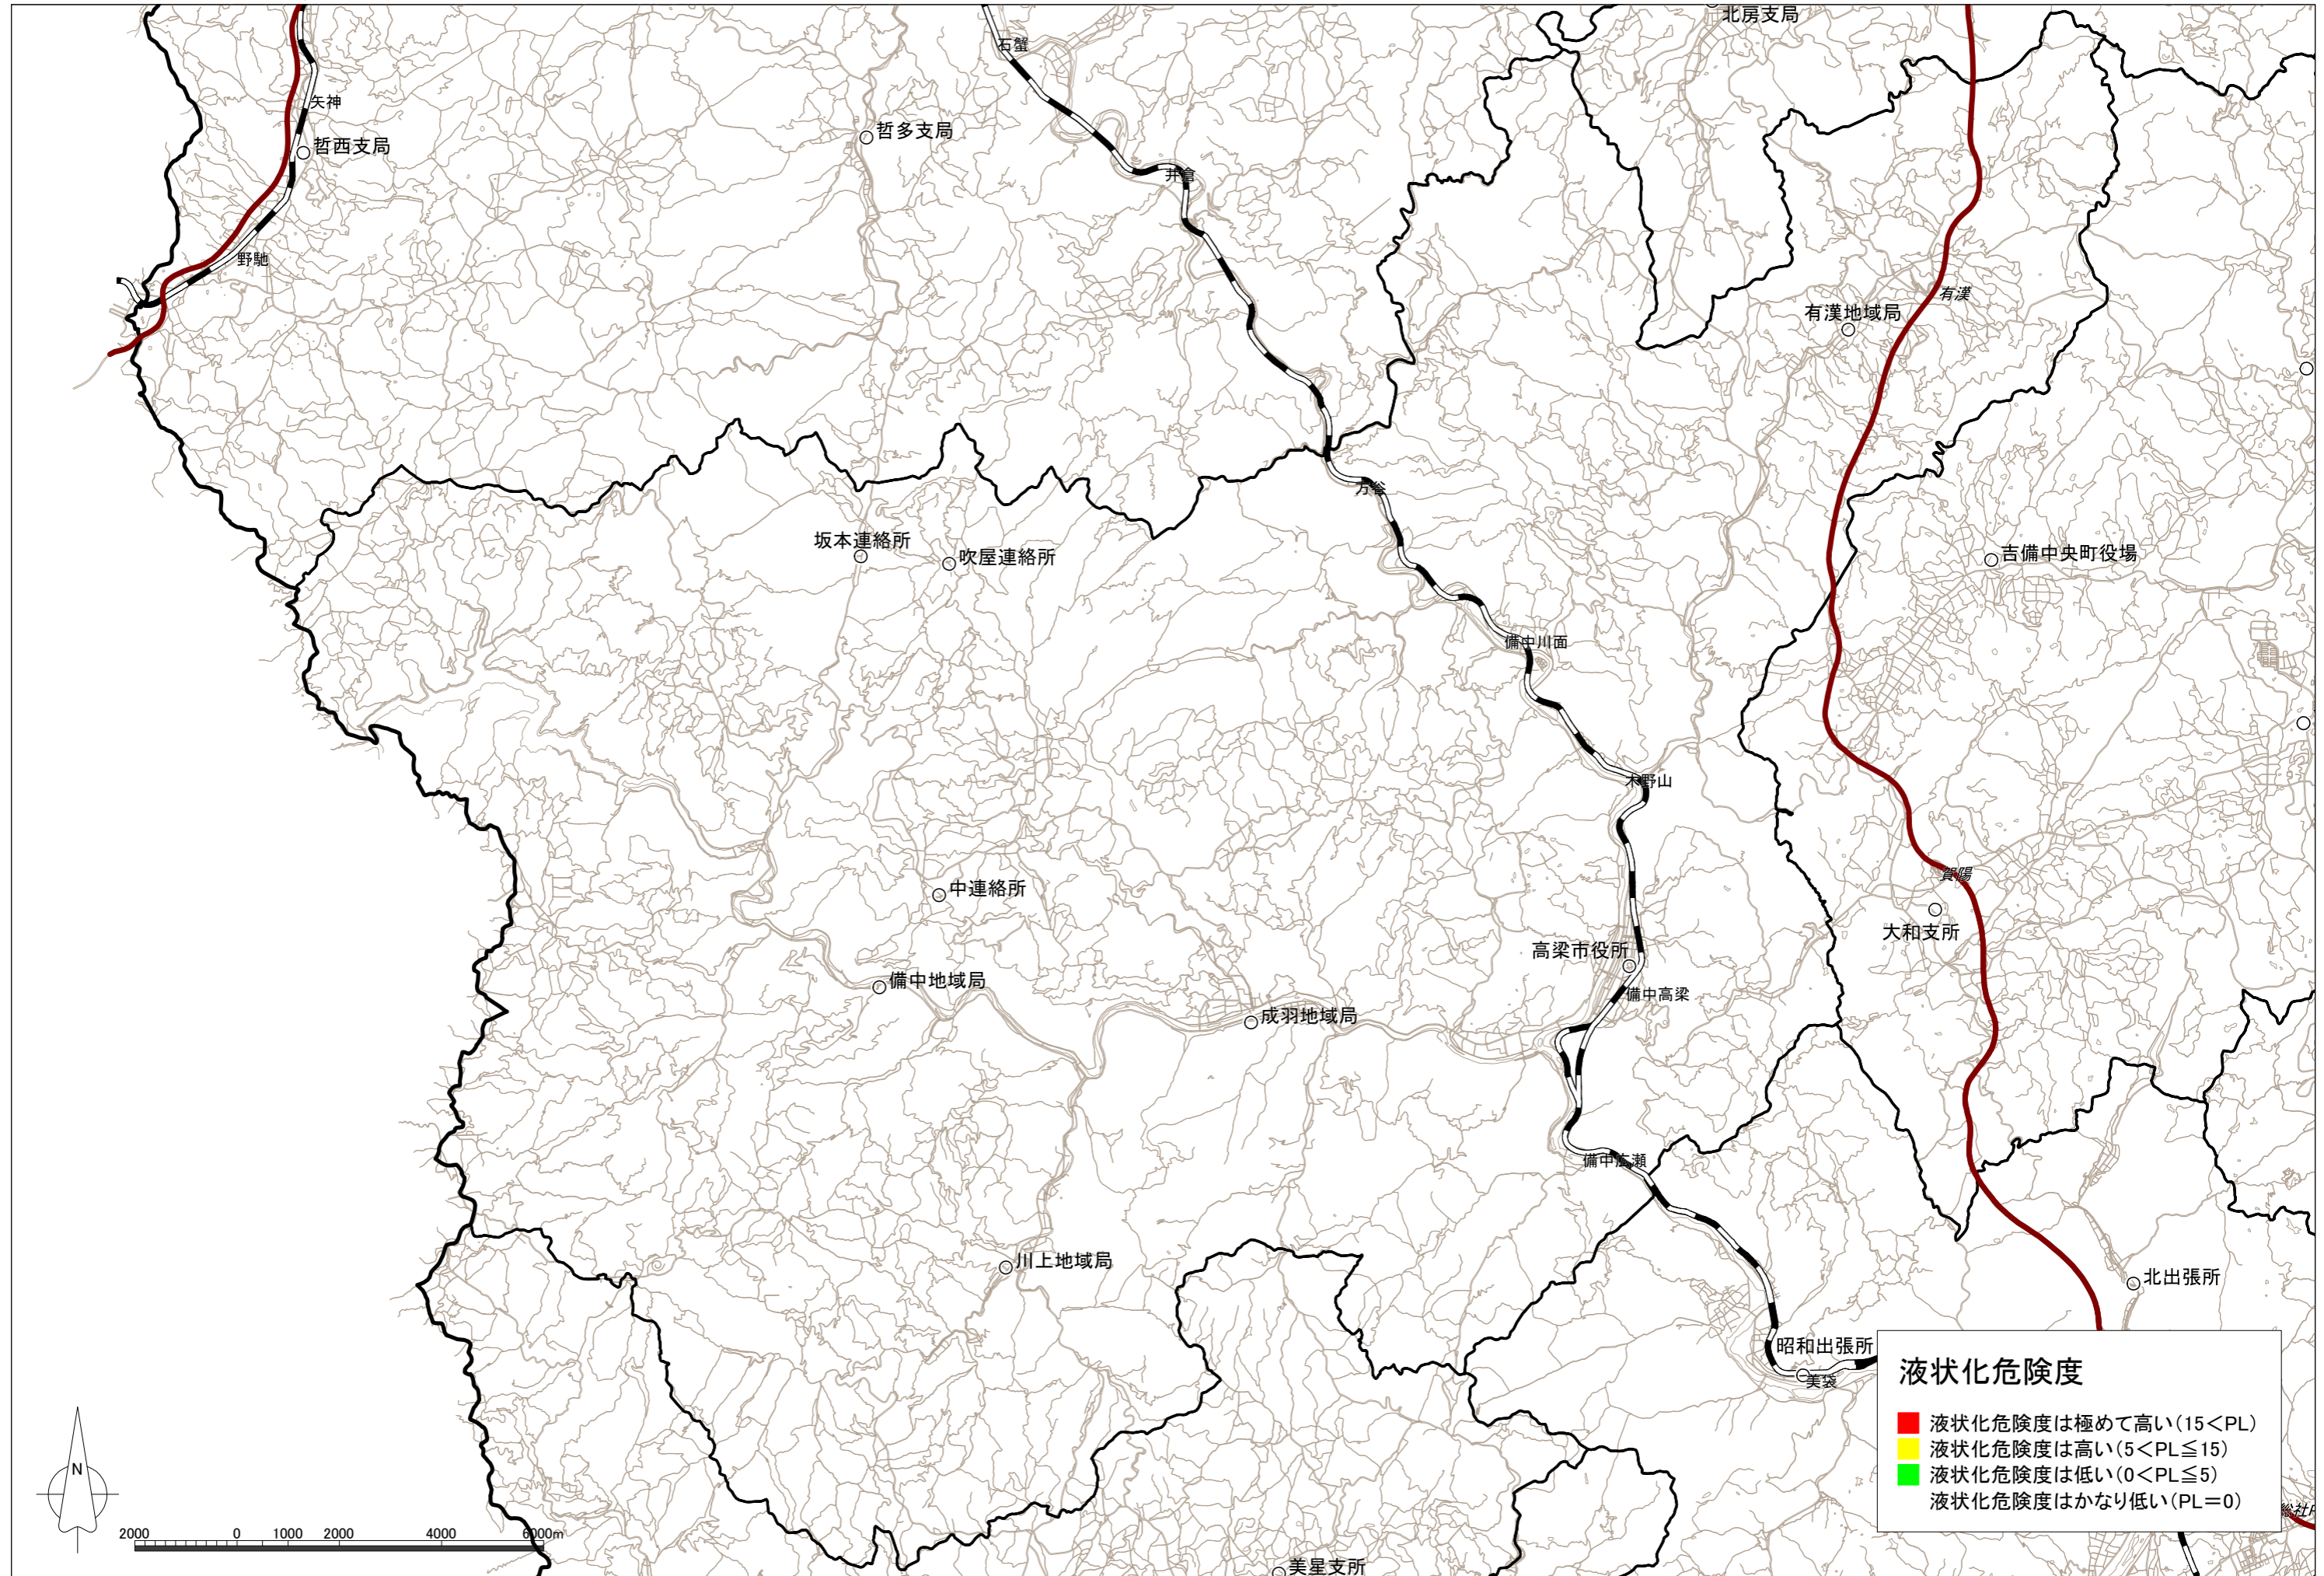 北房支局
石蟹
矢神
哲西支局
哲多支局
井倉
野馳
有漢
有漢地域局
方谷
坂本連絡所
吹屋連絡所
吉備中央町役場
備中川面
木野山
賀陽
中連絡所
大和支所
高梁市役所
備中地域局
備中高梁
成羽地域局
備中広瀬
川上地域局
北出張所
昭和出張所
美袋
液状化危険度
液状化危険度は極めて高い(15<PL)
液状化危険度は高い(5<PL≦15)
液状化危険度は低い(0<PL≦5)
液状化危険度はかなり低い(PL=0)
総社
N
2000 0 1000 2000 4000 6000m
美星支所